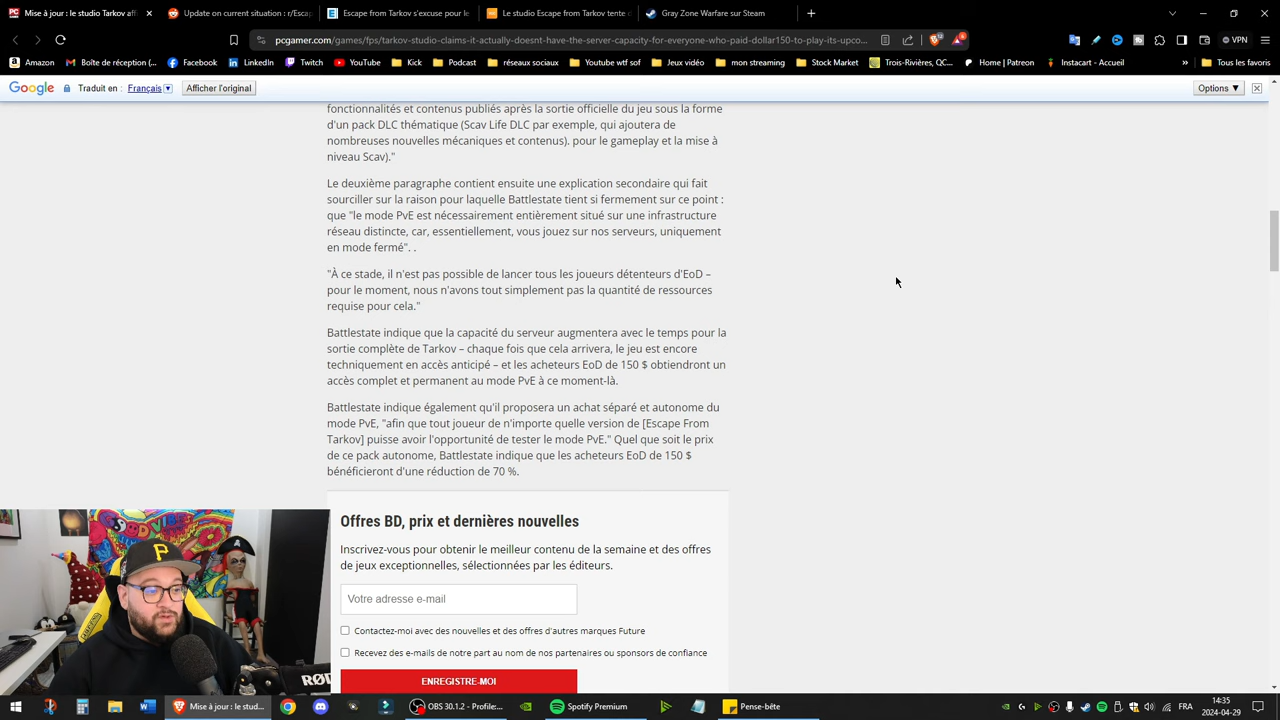 Mise à jour : le studio Tarkov aff
Update on current situation : r/Escap
Escape from Tarkov s'excuse pour le
Le studio Escape from Tarkov tente
Gray Zone Warfare sur Steam
pcgamer.com/games/fps/tarkov-studio-claims-it-actually-doesnt-have-the-server-capacity-for-everyone-who-paid-dollar150-to-play-its-upco...
VPN
Amazon
Boîte de réception (...
Facebook
LinkedIn
Twitch
YouTube
Kick
Podcast
réseaux sociaux
Youtube wtf sof
Jeux vidéo
mon streaming
Stock Market
Trois-Rivières, QC...
Home | Patreon
Instacart - Accueil
»
Tous les favoris
Google
Traduit en :
Français
Afficher l'original
Options ▼
fonctionnalités et contenus publiés après la sortie officielle du jeu sous la forme
d'un pack DLC thématique (Scav Life DLC par exemple, qui ajoutera de
nombreuses nouvelles mécaniques et contenus). pour le gameplay et la mise à
niveau Scav)."
Le deuxième paragraphe contient ensuite une explication secondaire qui fait
sourciller sur la raison pour laquelle Battlestate tient si fermement sur ce point :
que "le mode PvE est nécessairement entièrement situé sur une infrastructure
réseau distincte, car, essentiellement, vous jouez sur nos serveurs, uniquement
en mode fermé". .
"À ce stade, il n'est pas possible de lancer tous les joueurs détenteurs d'EoD –
pour le moment, nous n'avons tout simplement pas la quantité de ressources
requise pour cela."
Battlestate indique que la capacité du serveur augmentera avec le temps pour la
sortie complète de Tarkov – chaque fois que cela arrivera, le jeu est encore
techniquement en accès anticipé – et les acheteurs EoD de 150 $ obtiendront un
accès complet et permanent au mode PvE à ce moment-là.
Battlestate indique également qu'il proposera un achat séparé et autonome du
mode PvE, "afin que tout joueur de n'importe quelle version de [Escape From
Tarkov] puisse avoir l'opportunité de tester le mode PvE." Quel que soit le prix
de ce pack autonome, Battlestate indique que les acheteurs EoD de 150 $
bénéficieront d'une réduction de 70 %.
Offres BD, prix et dernières nouvelles
Inscrivez-vous pour obtenir le meilleur contenu de la semaine et des offres
de jeux exceptionnelles, sélectionnées par les éditeurs.
Votre adresse e-mail
Contactez-moi avec des nouvelles et des offres d'autres marques Future
Recevez des e-mails de notre part au nom de nos partenaires ou sponsors de confiance
ENREGISTRE-MOI
P
RØD
Mise à jour : le stud...
OBS 30.1.2 - Profile:...
Spotify Premium
Pense-bête
FRA
14:35
2024-04-29